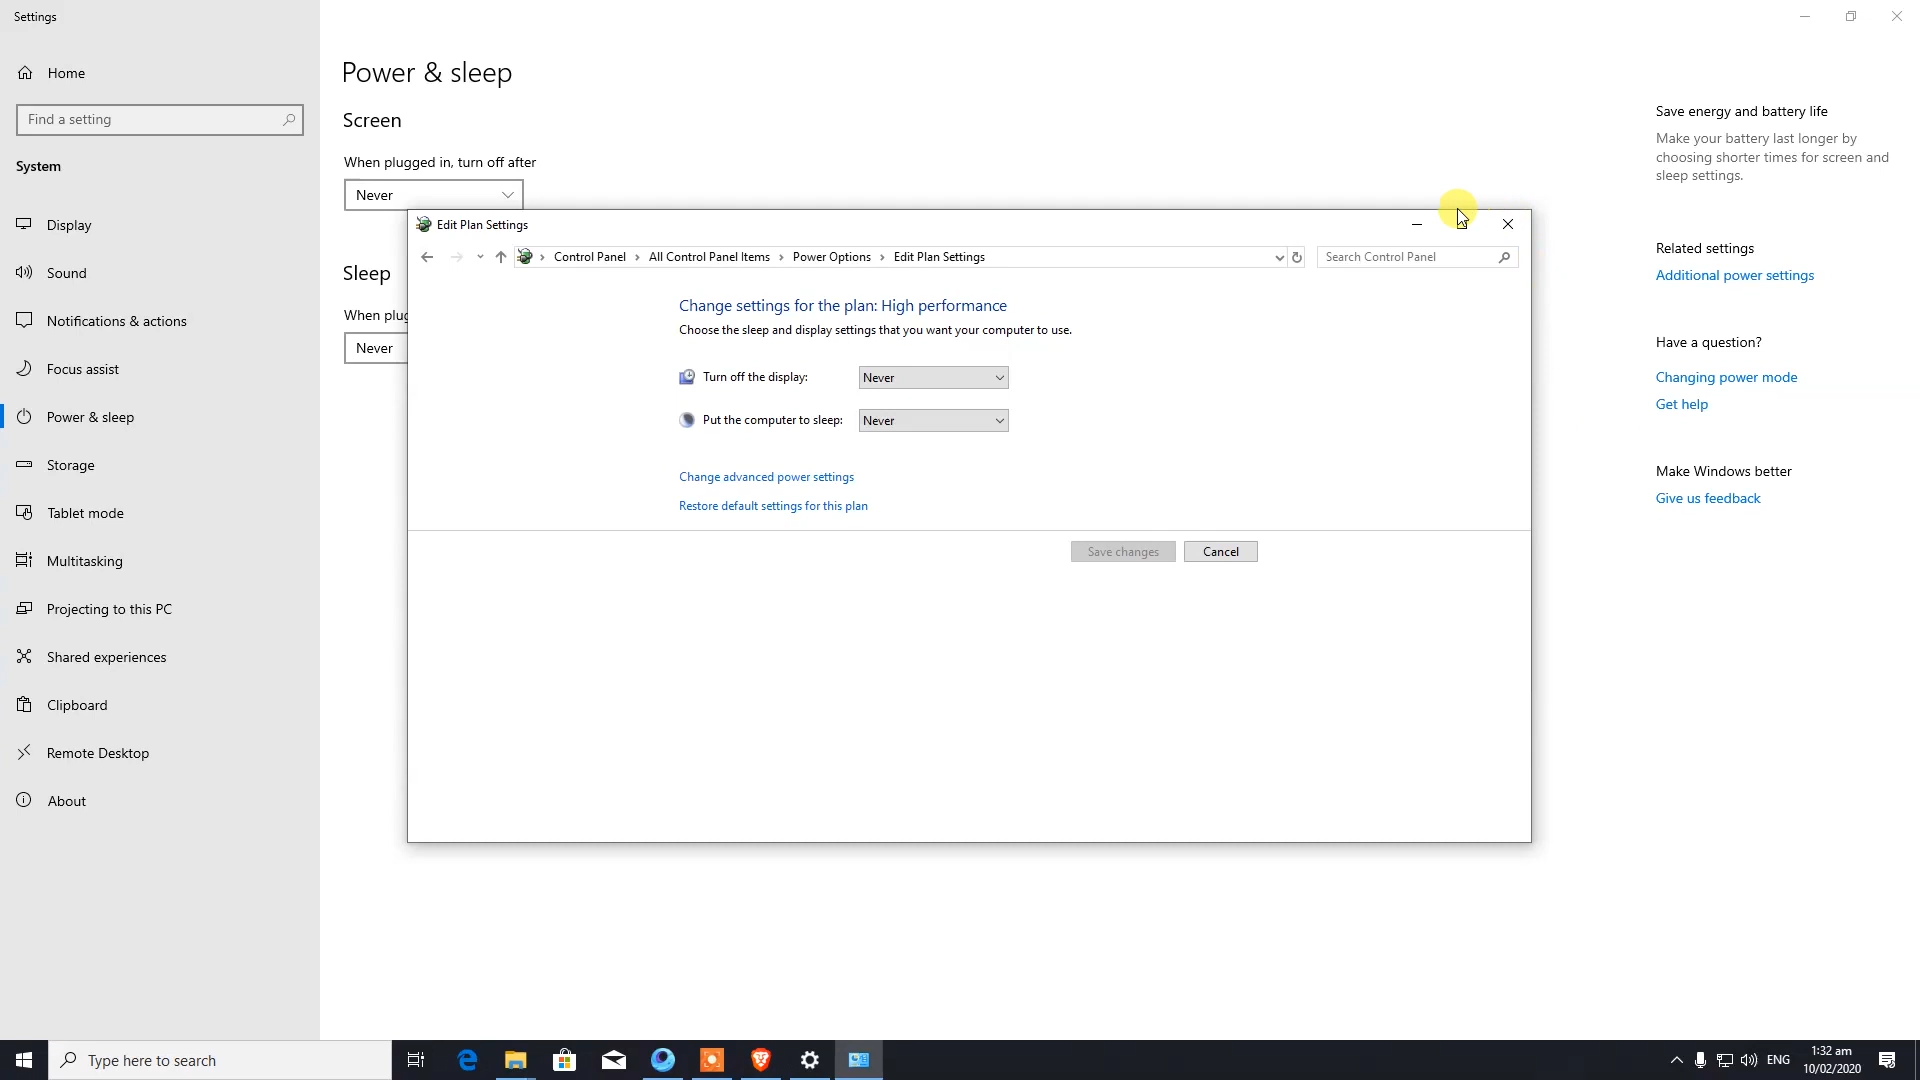 Settings
Home
Find a setting
System
Display
Sound
Notifications & actions
Focus assist
Power & sleep
Storage
Tablet mode
Multitasking
Projecting to this PC
Shared experiences
Clipboard
Remote Desktop
About
Power & sleep
Screen
When plugged in, turn off after
Never
Sleep
When plug
Never
Edit Plan Settings
Control Panel > All Control Panel Items > Power Options > Edit Plan Settings
Search Control Panel
Change settings for the plan: High performance
Choose the sleep and display settings that you want your computer to use.
Turn off the display: Never
Put the computer to sleep: Never
Change advanced power settings
Restore default settings for this plan
Save changes Cancel
Save energy and battery life
Make your battery last longer by
choosing shorter times for screen and
sleep settings.
Related settings
Additional power settings
Have a question?
Changing power mode
Get help
Make Windows better
Give us feedback
Type here to search
ENG
1:32 am
10/02/2020